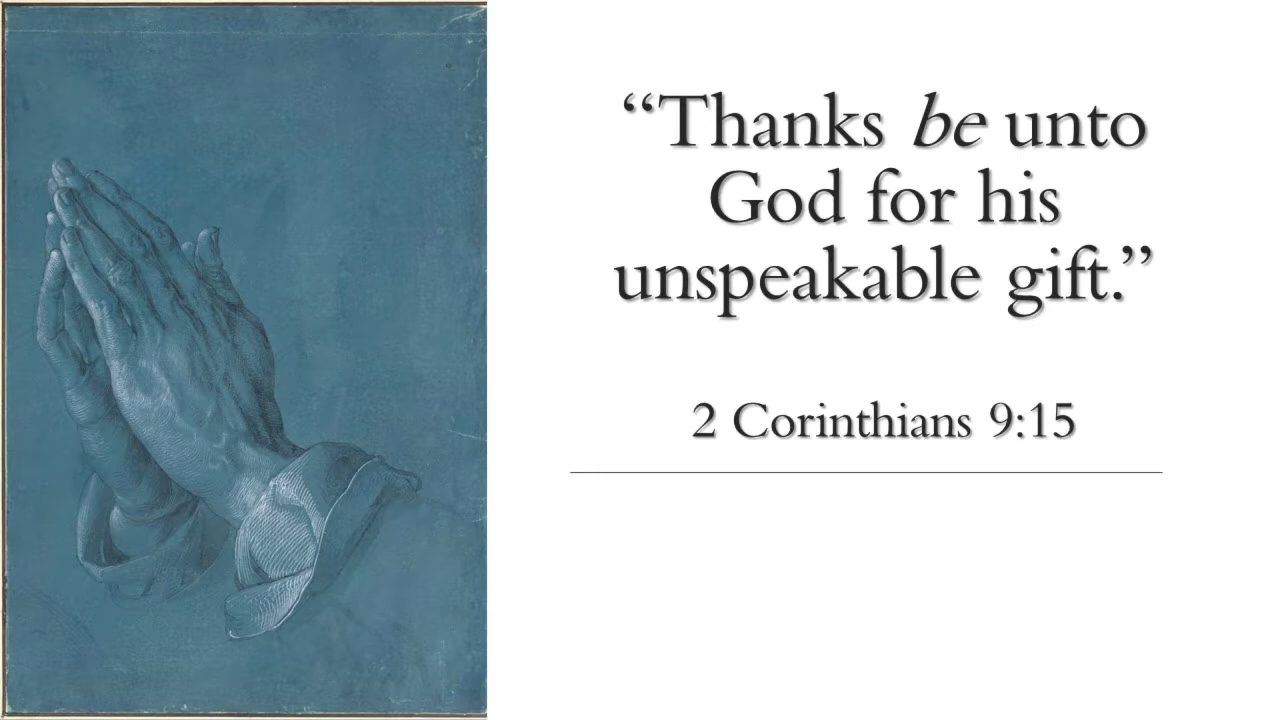 “Thanks be unto
God for his
unspeakable gift.”
2 Corinthians 9:15